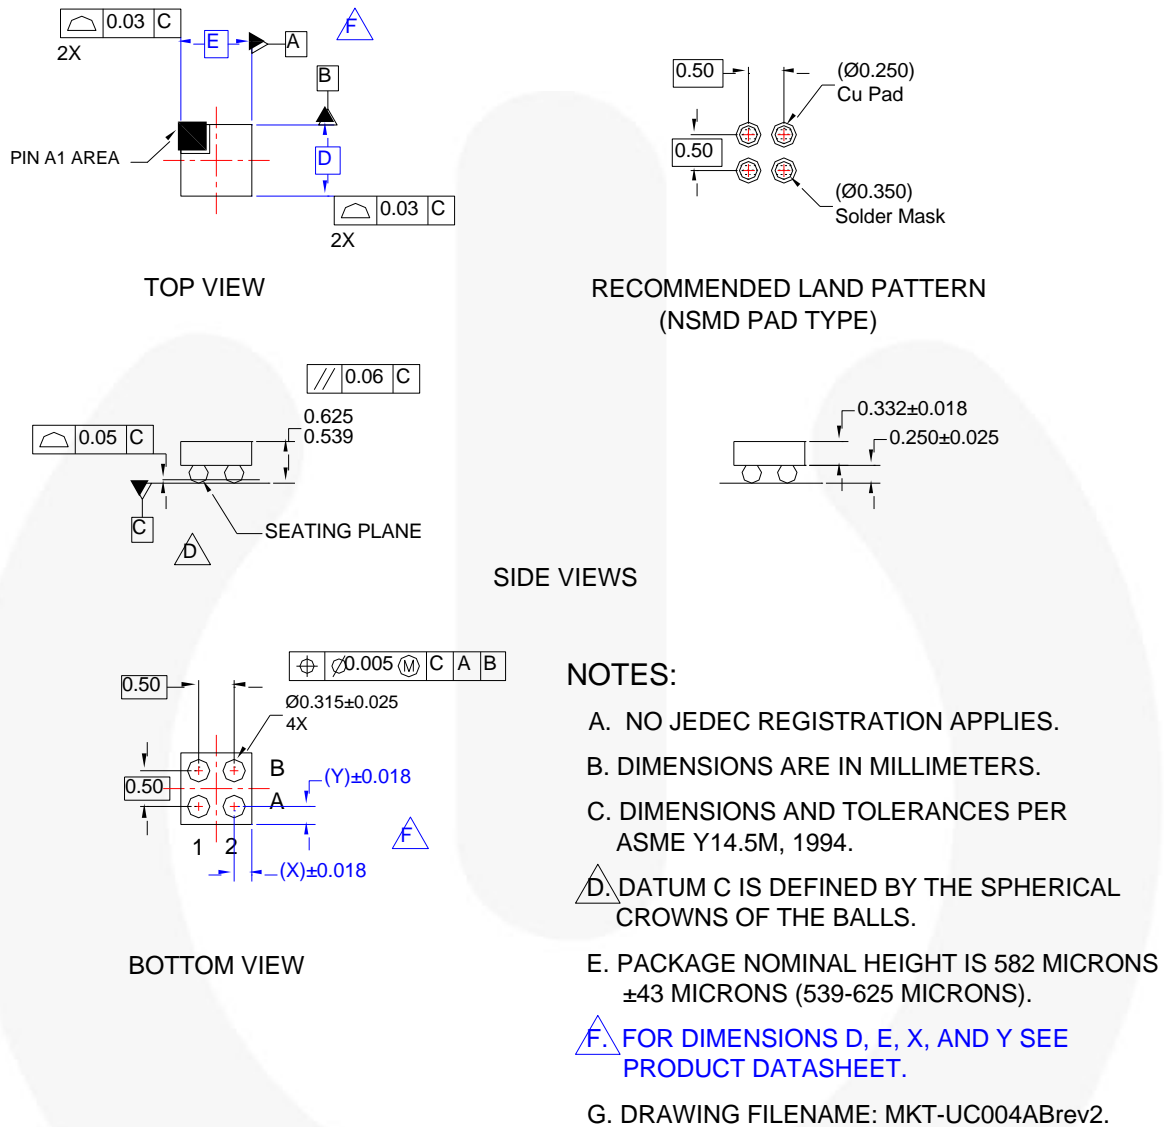 0.03 C
2X
E
A
F
B
D
PIN A1 AREA
0.03 C
2X
TOP VIEW
0.50
(Ø0.250)
Cu Pad
0.50
(Ø0.350)
Solder Mask
RECOMMENDED LAND PATTERN
(NSMD PAD TYPE)
// 0.06 C
0.625
0.539
0.05 C
C
SEATING PLANE
D
0.332±0.018
0.250±0.025
SIDE VIEWS
Ø0.005 Ⓜ C A B
0.50
Ø0.315±0.025
4X
B
(Y)±0.018
0.50
A
F
1 2
(X)±0.018
BOTTOM VIEW
NOTES:
A. NO JEDEC REGISTRATION APPLIES.
B. DIMENSIONS ARE IN MILLIMETERS.
C. DIMENSIONS AND TOLERANCES PER
ASME Y14.5M, 1994.
D. DATUM C IS DEFINED BY THE SPHERICAL
CROWNS OF THE BALLS.
E. PACKAGE NOMINAL HEIGHT IS 582 MICRONS
±43 MICRONS (539-625 MICRONS).
F. FOR DIMENSIONS D, E, X, AND Y SEE
PRODUCT DATASHEET.
G. DRAWING FILENAME: MKT-UC004ABrev2.